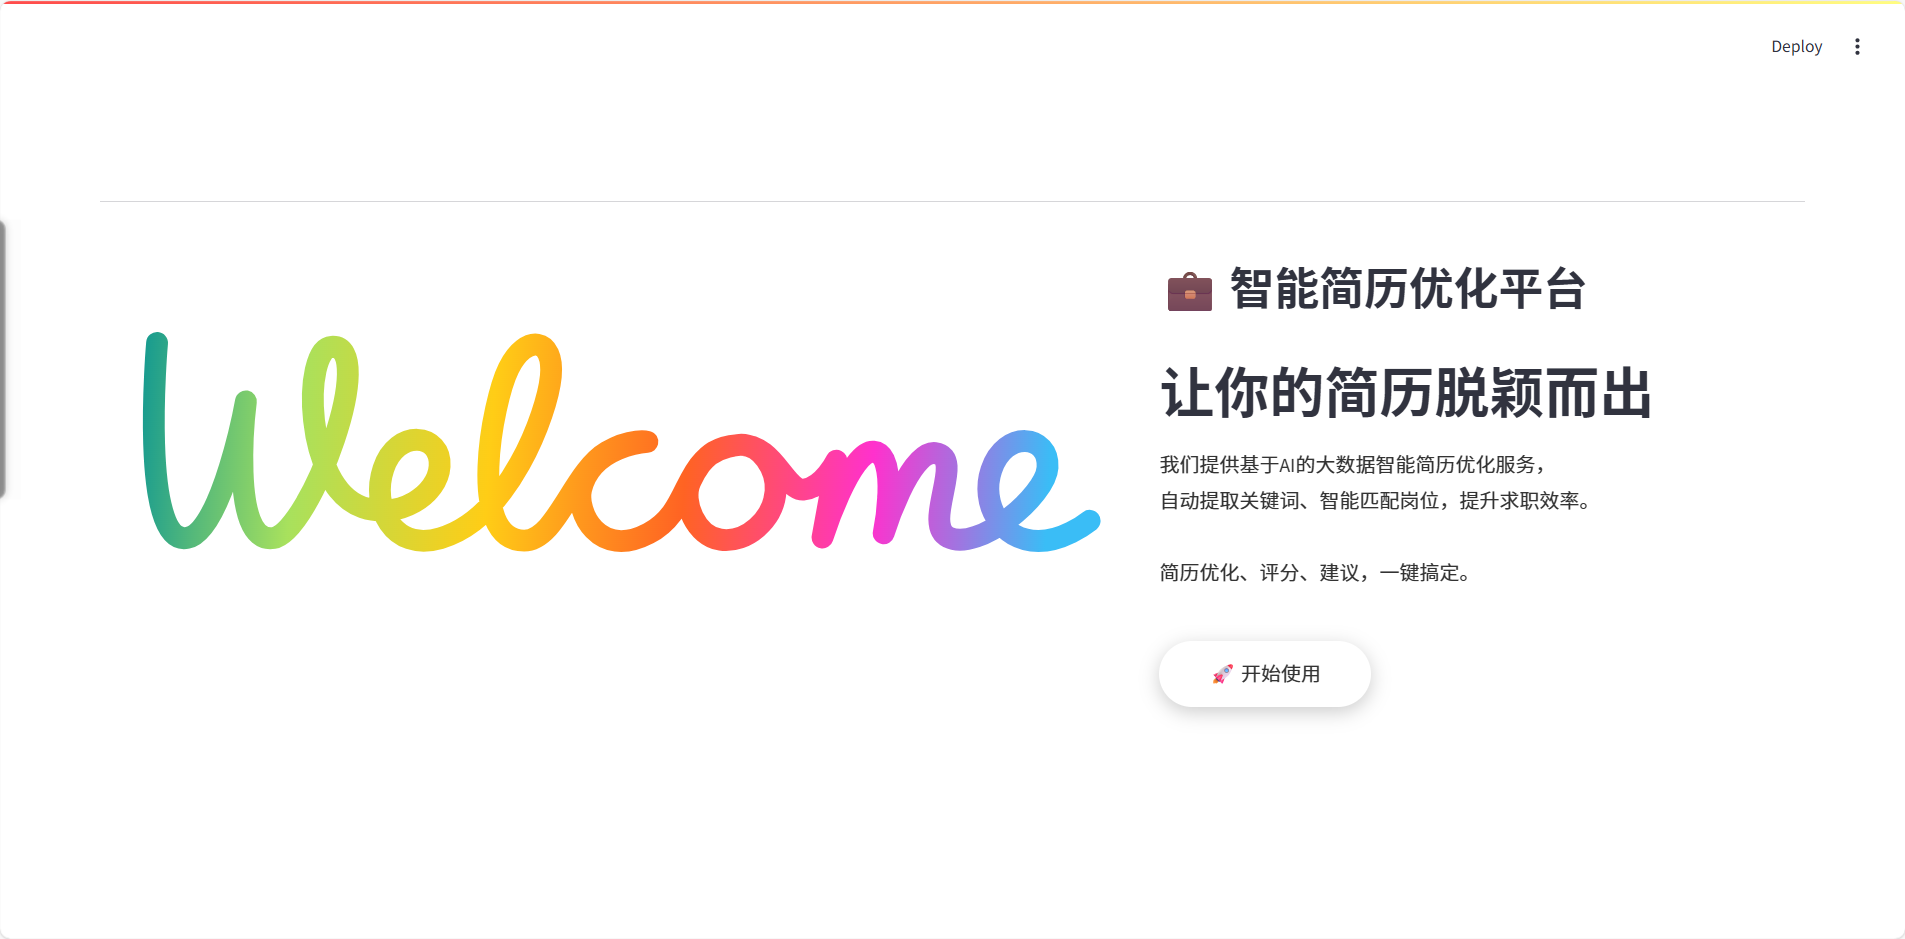 Deploy
Welcome
💼 智能简历优化平台
让你的简历脱颖而出
我们提供基于AI的大数据智能简历优化服务，
自动提取关键词、智能匹配岗位，提升求职效率。
简历优化、评分、建议，一键搞定。
🚀 开始使用